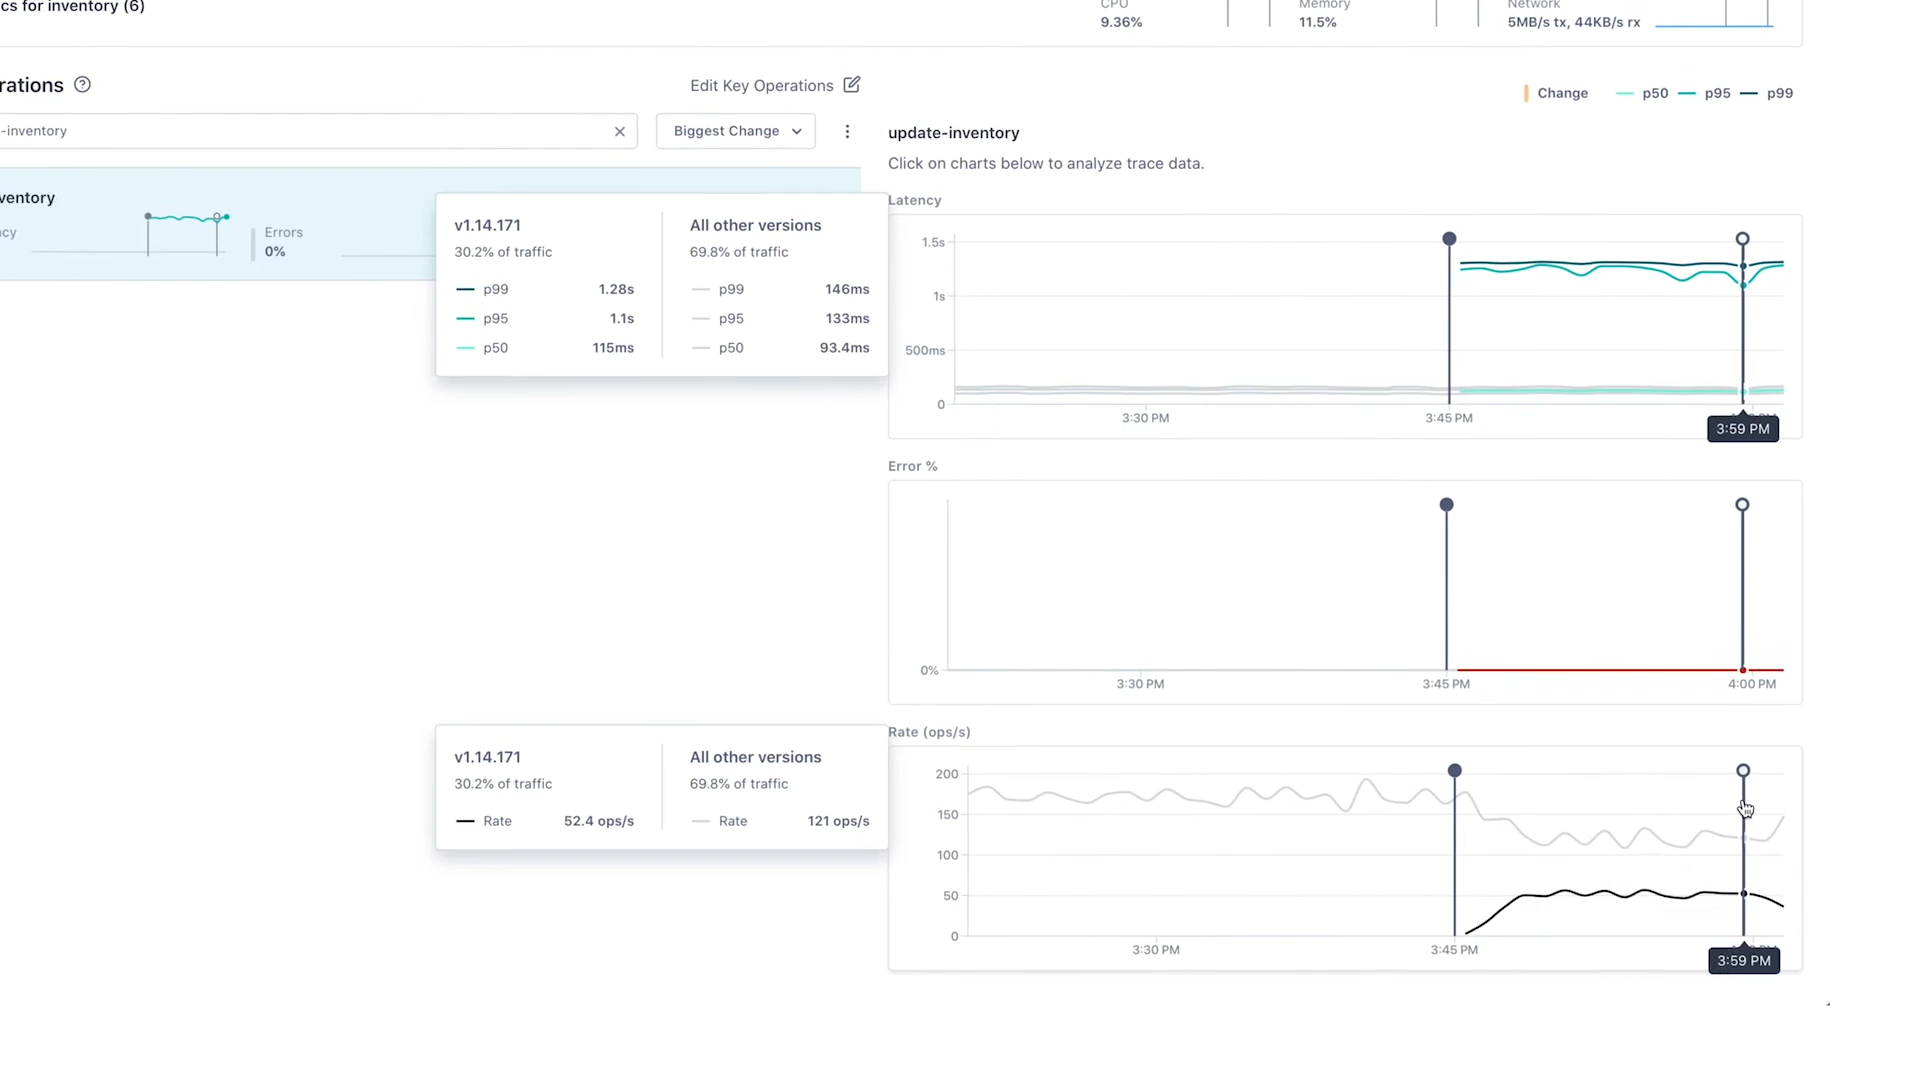 cs for inventory (6)
CPU
9.36%
Memory
11.5%
Network
5MB/s tx, 44KB/s rx
rations
Edit Key Operations
-inventory
Biggest Change
Change
p50
p95
p99
update-inventory
Click on charts below to analyze trace data.
ventory
cy
Errors
0%
v1.14.171
30.2% of traffic
p99 1.28s
p95 1.1s
p50 115ms
All other versions
69.8% of traffic
p99 146ms
p95 133ms
p50 93.4ms
Latency
1.5s
1s
500ms
0
3:30 PM
3:45 PM
3:59 PM
Error %
0%
3:30 PM
3:45 PM
4:00 PM
v1.14.171
30.2% of traffic
Rate 52.4 ops/s
All other versions
69.8% of traffic
Rate 121 ops/s
Rate (ops/s)
200
150
100
50
0
3:30 PM
3:45 PM
3:59 PM